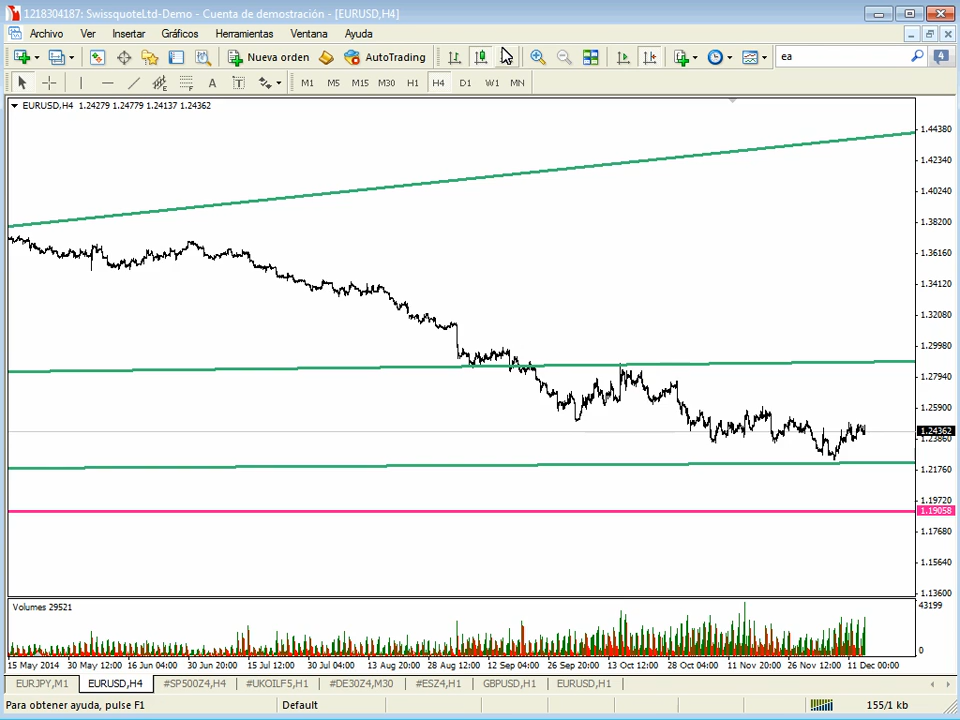 1218304187: SwissquoteLtd-Demo - Cuenta de demostración - [EURUSD,H4]
Archivo Ver Insertar Gráficos Herramientas Ventana Ayuda
Nueva orden AutoTrading ea 4
A T M1 M5 M15 M30 H1 H4 D1 W1 MN
EURUSD,H4 1.24279 1.24779 1.24137 1.24362
1.44380
1.42340
1.40240
1.38200
1.36160
1.34120
1.32080
1.29980
1.27940
1.25900
1.24362
1.23860
1.21760
1.19720
1.19058
1.17680
1.15640
1.13600
Volumes 29521
43199
0
15 May 2014 30 May 12:00 16 Jun 04:00 30 Jun 20:00 15 Jul 12:00 30 Jul 04:00 13 Aug 20:00 28 Aug 12:00 12 Sep 04:00 26 Sep 20:00 13 Oct 12:00 28 Oct 04:00 11 Nov 20:00 26 Nov 12:00 11 Dec 00:00
EURJPY,M1 EURUSD,H4 #SP500Z4,H4 #UKOILF5,H1 #DE30Z4,M30 #ESZ4,H1 GBPUSD,H1 EURUSD,H1
Para obtener ayuda, pulse F1 Default 155/1 kb